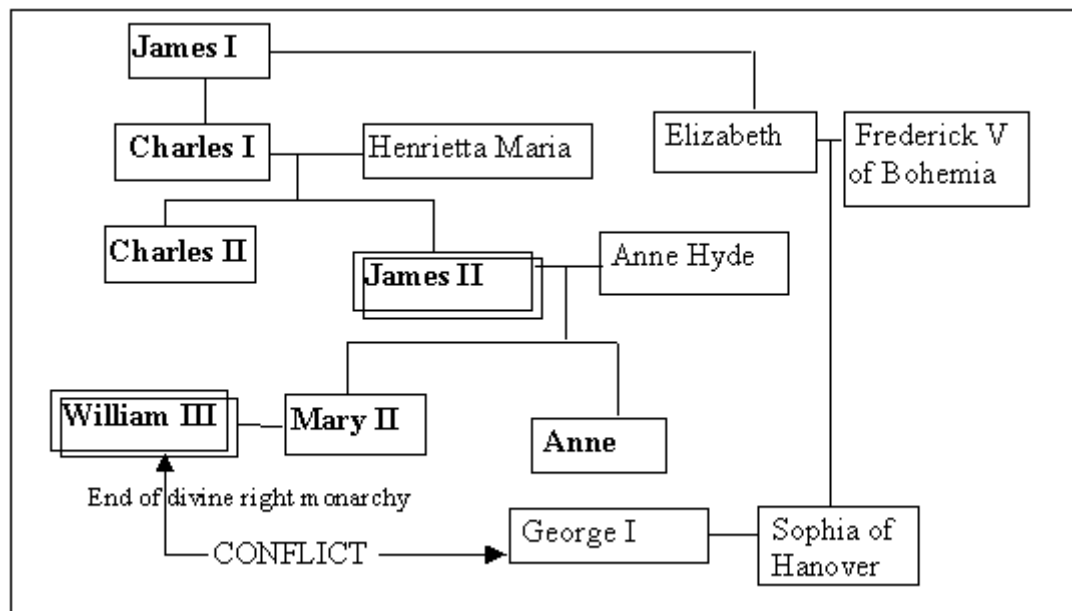 James I
Charles I
Henrietta Maria
Elizabeth
Frederick V
of Bohemia
Charles II
James II
Anne Hyde
William III
Mary II
Anne
End of divine right monarchy
George I
Sophia of
Hanover
CONFLICT